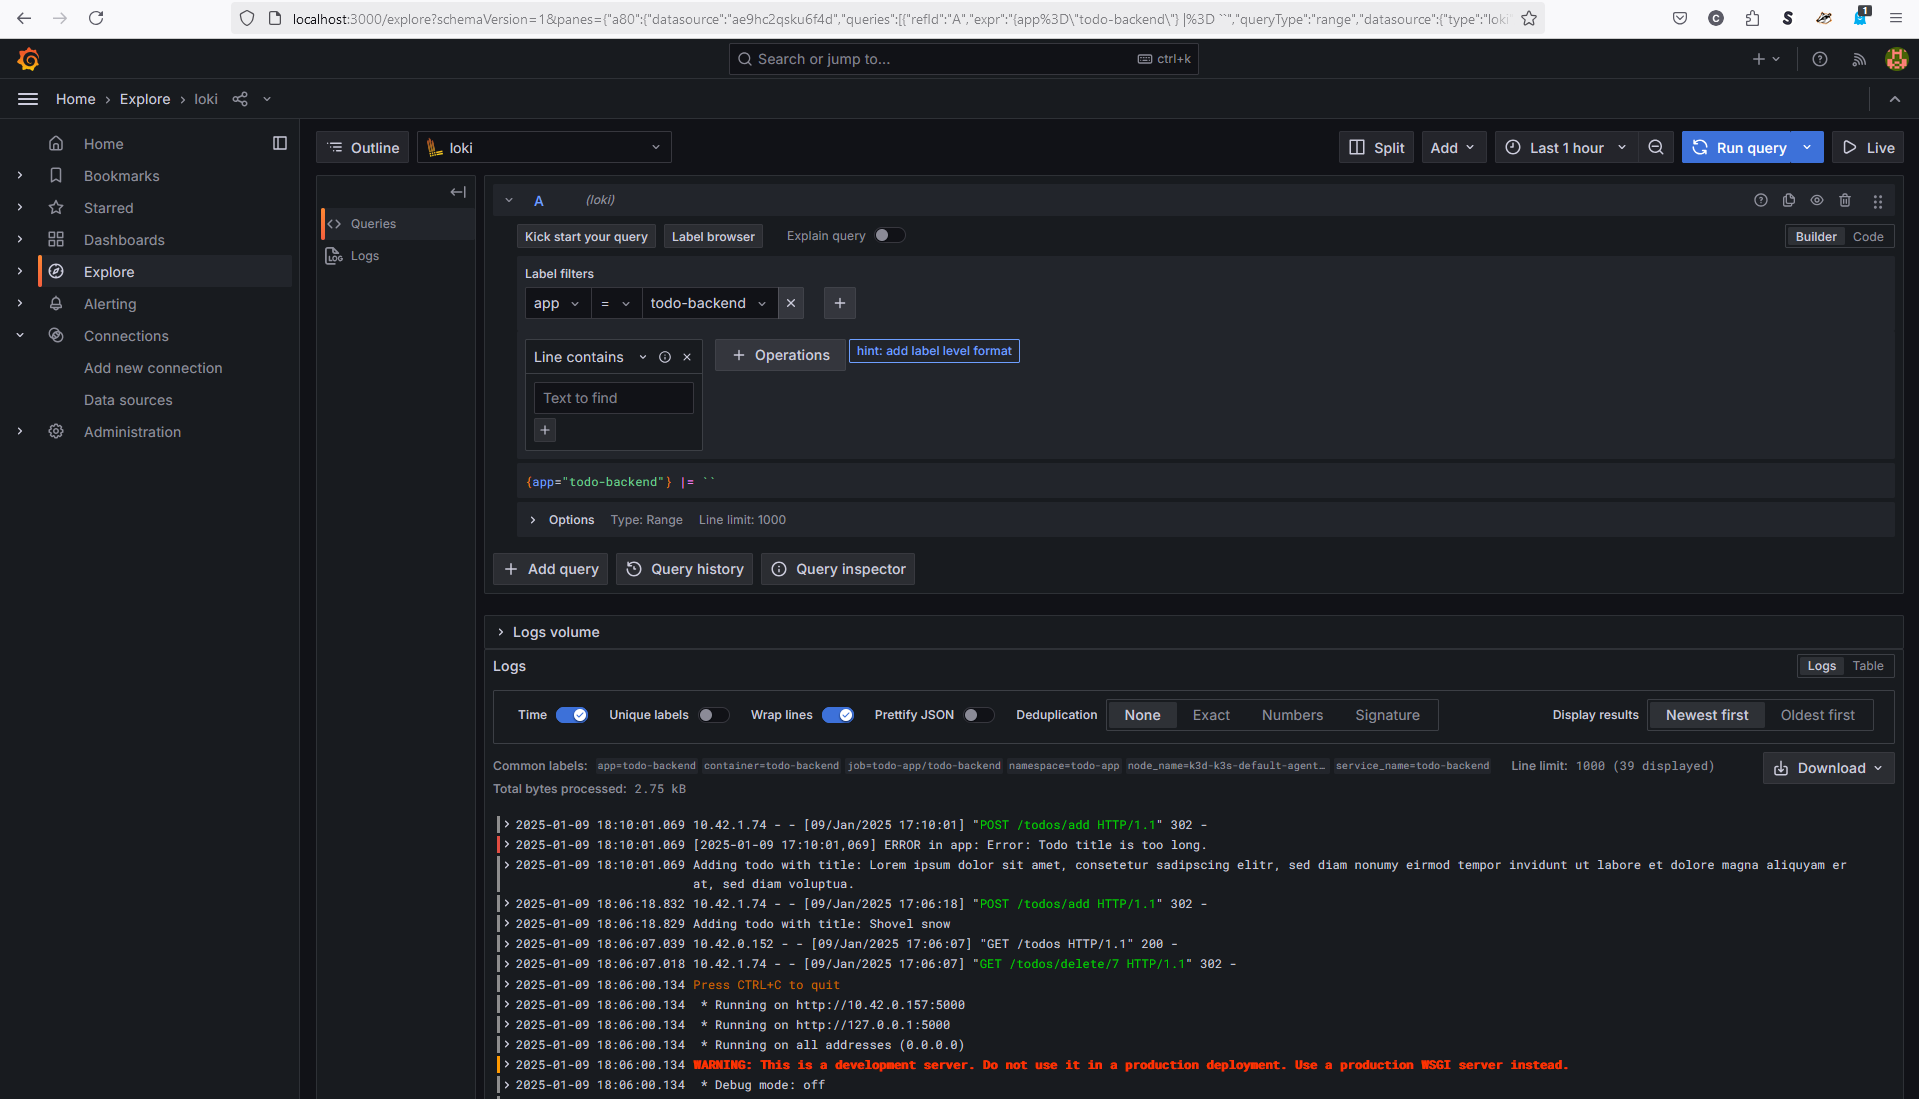 localhost:3000/explore?schemaVersion=1&panes={"a80":{"datasource":"ae9hc2qsku6f4d","queries":[{"refId":"A","expr":"{app%3D\"todo-backend\"} |%3D ``","queryType":"range","datasource":{"type":"loki"
1
Search or jump to... ctrl+k
Home › Explore › loki
Home
Bookmarks
Starred
Dashboards
Explore
Alerting
Connections
Add new connection
Data sources
Administration
Outline loki Split Add Last 1 hour Run query Live
Queries
Logs
A (loki)
Kick start your query Label browser Explain query Builder Code
Label filters
app = todo-backend
Line contains + Operations hint: add label level format
Text to find
{app="todo-backend"} |= ``
Options Type: Range Line limit: 1000
+ Add query Query history Query inspector
Logs volume
Logs Logs Table
Time Unique labels Wrap lines Prettify JSON Deduplication None Exact Numbers Signature Display results Newest first Oldest first
Common labels: app=todo-backend container=todo-backend job=todo-app/todo-backend namespace=todo-app node_name=k3d-k3s-default-agent… service_name=todo-backend Line limit: 1000 (39 displayed) Download
Total bytes processed: 2.75 kB
2025-01-09 18:10:01.069 10.42.1.74 - - [09/Jan/2025 17:10:01] "POST /todos/add HTTP/1.1" 302 -
2025-01-09 18:10:01.069 [2025-01-09 17:10:01,069] ERROR in app: Error: Todo title is too long.
2025-01-09 18:10:01.069 Adding todo with title: Lorem ipsum dolor sit amet, consetetur sadipscing elitr, sed diam nonumy eirmod tempor invidunt ut labore et dolore magna aliquyam er
at, sed diam voluptua.
2025-01-09 18:06:18.832 10.42.1.74 - - [09/Jan/2025 17:06:18] "POST /todos/add HTTP/1.1" 302 -
2025-01-09 18:06:18.829 Adding todo with title: Shovel snow
2025-01-09 18:06:07.039 10.42.0.152 - - [09/Jan/2025 17:06:07] "GET /todos HTTP/1.1" 200 -
2025-01-09 18:06:07.018 10.42.1.74 - - [09/Jan/2025 17:06:07] "GET /todos/delete/7 HTTP/1.1" 302 -
2025-01-09 18:06:00.134 Press CTRL+C to quit
2025-01-09 18:06:00.134 * Running on http://10.42.0.157:5000
2025-01-09 18:06:00.134 * Running on http://127.0.0.1:5000
2025-01-09 18:06:00.134 * Running on all addresses (0.0.0.0)
2025-01-09 18:06:00.134 WARNING: This is a development server. Do not use it in a production deployment. Use a production WSGI server instead.
2025-01-09 18:06:00.134 * Debug mode: off